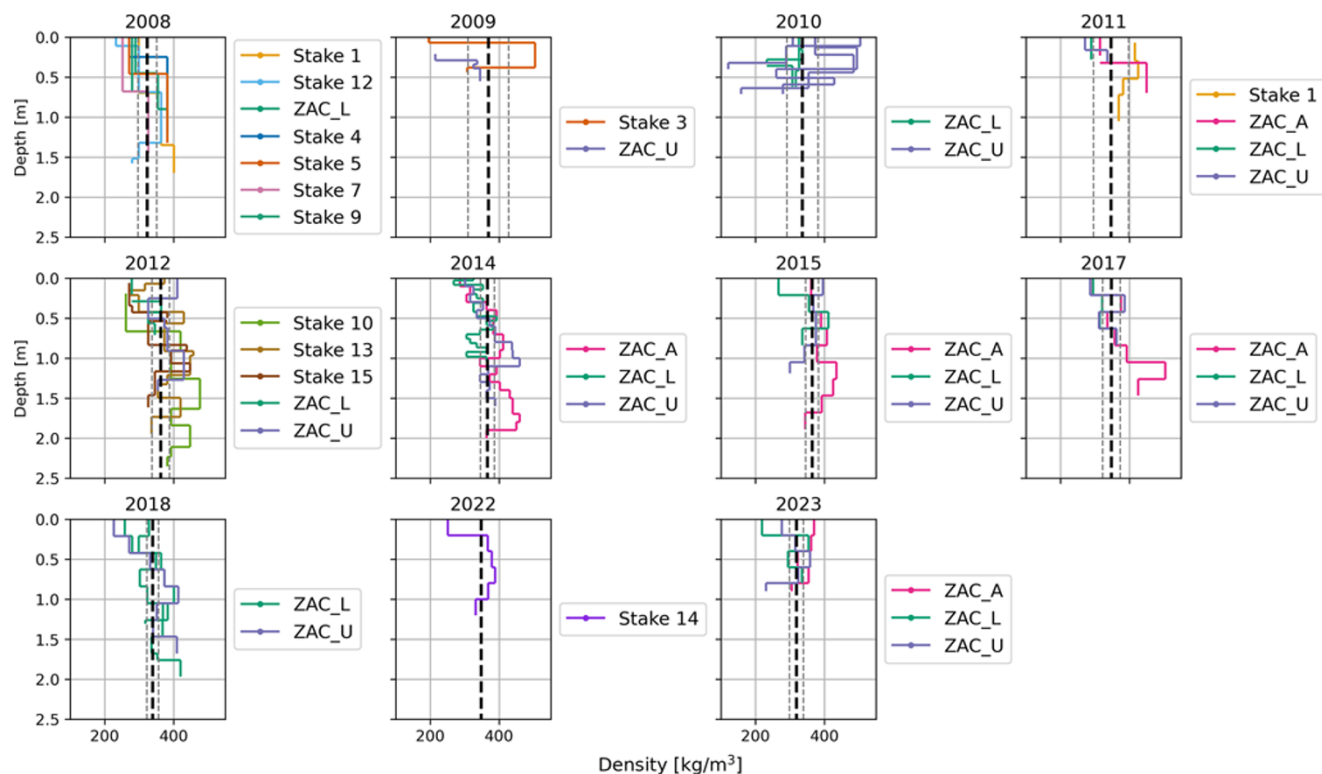 2008
2009
2010
2011
0.0
0.5
1.0
1.5
2.0
2.5
Depth [m]
Stake 1
Stake 12
ZAC_L
Stake 4
Stake 5
Stake 7
Stake 9
Stake 3
ZAC_U
ZAC_L
ZAC_U
Stake 1
ZAC_A
ZAC_L
ZAC_U
2012
2014
2015
2017
0.0
0.5
1.0
1.5
2.0
2.5
Depth [m]
Stake 10
Stake 13
Stake 15
ZAC_L
ZAC_U
ZAC_A
ZAC_L
ZAC_U
ZAC_A
ZAC_L
ZAC_U
ZAC_A
ZAC_L
ZAC_U
2018
2022
2023
0.0
0.5
1.0
1.5
2.0
2.5
Depth [m]
ZAC_L
ZAC_U
Stake 14
ZAC_A
ZAC_L
ZAC_U
200 400
200 400
200 400
Density [kg/m³]